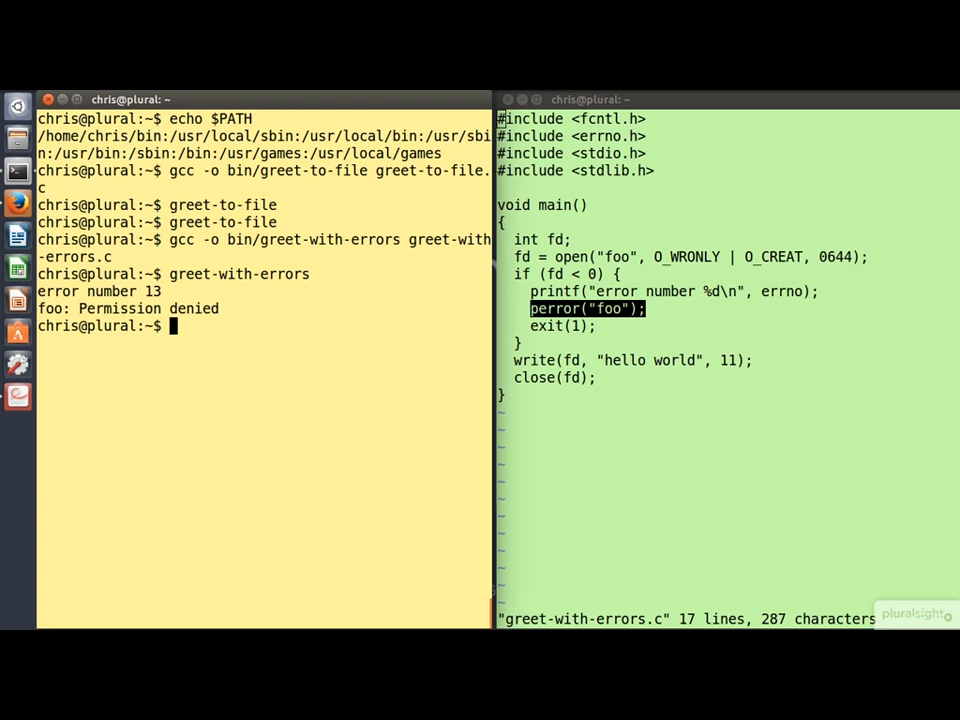 chris@plural: ~
chris@plural:~$ echo $PATH
/home/chris/bin:/usr/local/sbin:/usr/local/bin:/usr/sbi
n:/usr/bin:/sbin:/bin:/usr/games:/usr/local/games
chris@plural:~$ gcc -o bin/greet-to-file greet-to-file.
c
chris@plural:~$ greet-to-file
chris@plural:~$ greet-to-file
chris@plural:~$ gcc -o bin/greet-with-errors greet-with
-errors.c
chris@plural:~$ greet-with-errors
error number 13
foo: Permission denied
chris@plural:~$
chris@plural: ~
#include <fcntl.h>
#include <errno.h>
#include <stdio.h>
#include <stdlib.h>
void main()
{
  int fd;
  fd = open("foo", O_WRONLY | O_CREAT, 0644);
  if (fd < 0) {
    printf("error number %d\n", errno);
    perror("foo");
    exit(1);
  }
  write(fd, "hello world", 11);
  close(fd);
}
~
~
~
~
~
~
~
~
~
~
~
~
"greet-with-errors.c" 17 lines, 287 characters
pluralsight